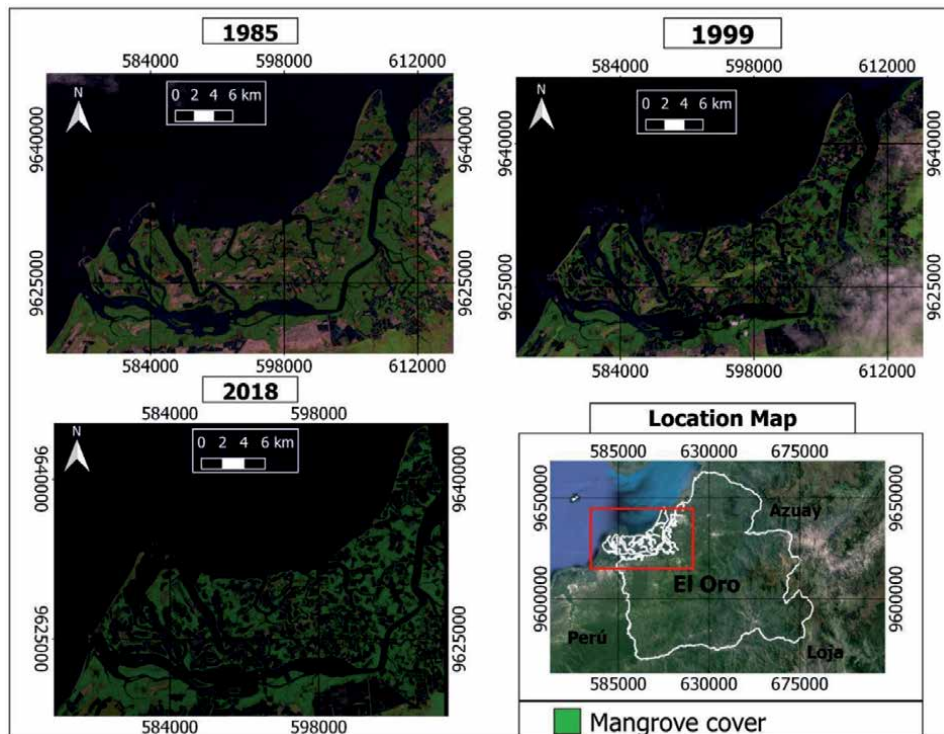 1985
584000 598000 612000
N
0 2 4 6 km
9640000 9640000
9625000 9625000
584000 598000 612000
1999
584000 598000 612000
N
0 2 4 6 km
9640000 9640000
9625000 9625000
584000 598000 612000
2018
584000 598000
N
0 2 4 6 km
9640000 9640000
9625000 9625000
584000 598000
Location Map
585000 630000 675000
9650000 9650000
Azuay
El Oro
9600000 9600000
Perú
Loja
585000 630000 675000
Mangrove cover